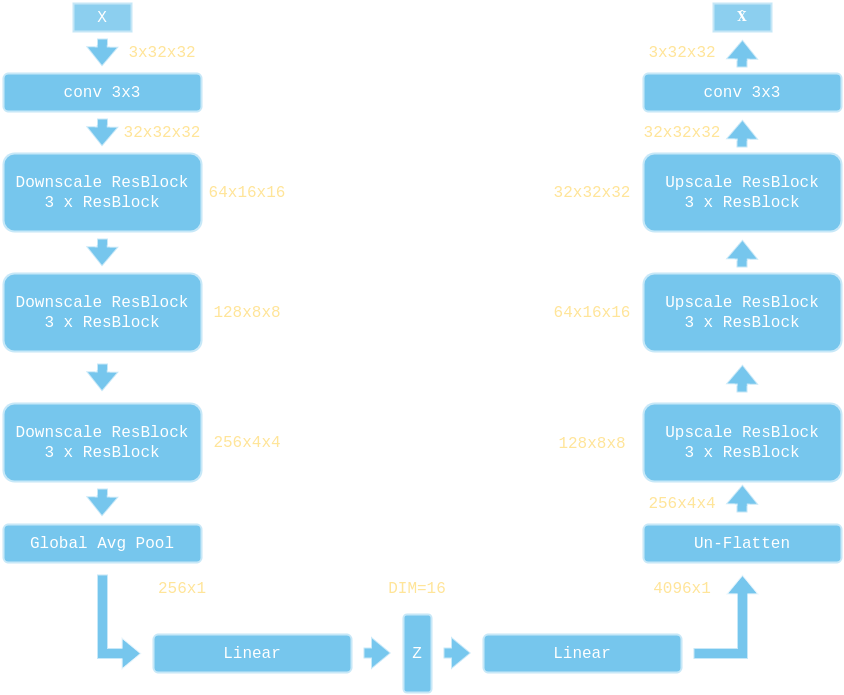 X
3x32x32
conv 3x3
32x32x32
Downscale ResBlock
3 x ResBlock
64x16x16
Downscale ResBlock
3 x ResBlock
128x8x8
Downscale ResBlock
3 x ResBlock
256x4x4
Global Avg Pool
256x1
Linear
DIM=16
Z
Linear
4096x1
Un-Flatten
256x4x4
Upscale ResBlock
3 x ResBlock
128x8x8
Upscale ResBlock
3 x ResBlock
64x16x16
Upscale ResBlock
3 x ResBlock
32x32x32
32x32x32
conv 3x3
3x32x32
x̂